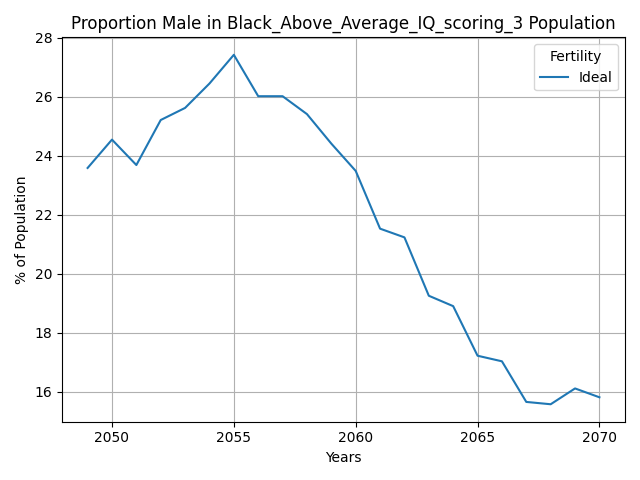 Proportion Male in Black_Above_Average_IQ_scoring_3 Population
28
26
24
22
20
18
16
% of Population
Fertility
Ideal
2050 2055 2060 2065 2070
Years